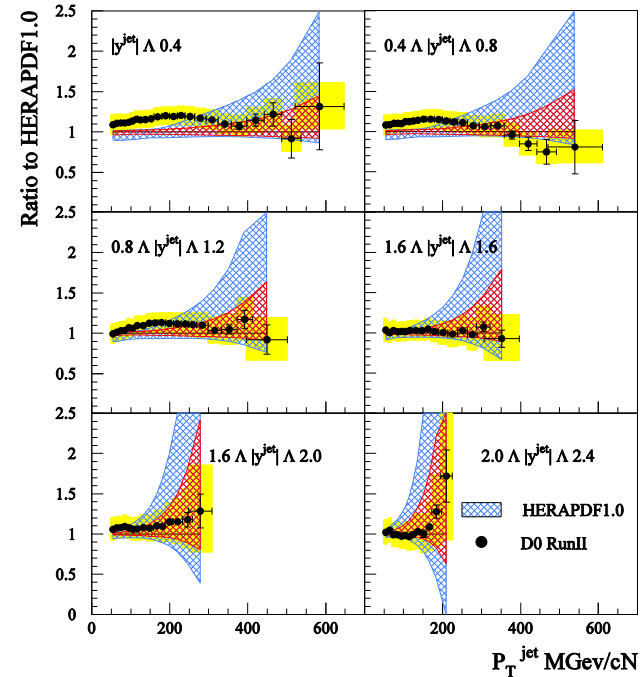 Ratio to HERAPDF1.0
|y^jet| Λ 0.4
0.4 Λ |y^jet| Λ 0.8
2.5
2
1.5
1
0.5
0.8 Λ |y^jet| Λ 1.2
1.6 Λ |y^jet| Λ 1.6
2.5
2
1.5
1
0.5
1.6 Λ |y^jet| Λ 2.0
2.0 Λ |y^jet| Λ 2.4
HERAPDF1.0
D0 RunII
2.5
2
1.5
1
0.5
0
0 200 400 600 200 400 600
P_T^jet MGev/cN